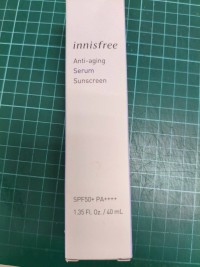 innisfree
Anti-aging
Serum
Sunscreen
SPF50+ PA++++
1.35 Fl. Oz. / 40 mL